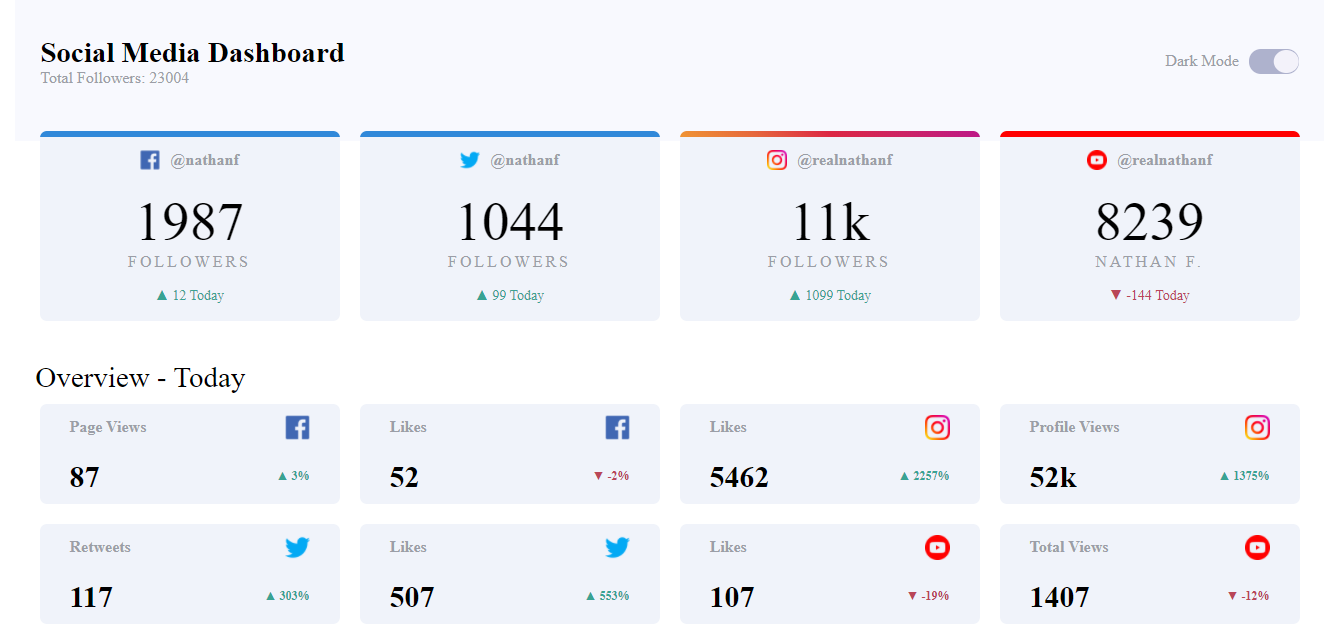 Social Media Dashboard
Total Followers: 23004
Dark Mode
@nathanf
1987
FOLLOWERS
▲ 12 Today
@nathanf
1044
FOLLOWERS
▲ 99 Today
@realnathanf
11k
FOLLOWERS
▲ 1099 Today
@realnathanf
8239
NATHAN F.
▼ -144 Today
Overview - Today
Page Views
87
▲ 3%
Likes
52
▼ -2%
Likes
5462
▲ 2257%
Profile Views
52k
▲ 1375%
Retweets
117
▲ 303%
Likes
507
▲ 553%
Likes
107
▼ -19%
Total Views
1407
▼ -12%